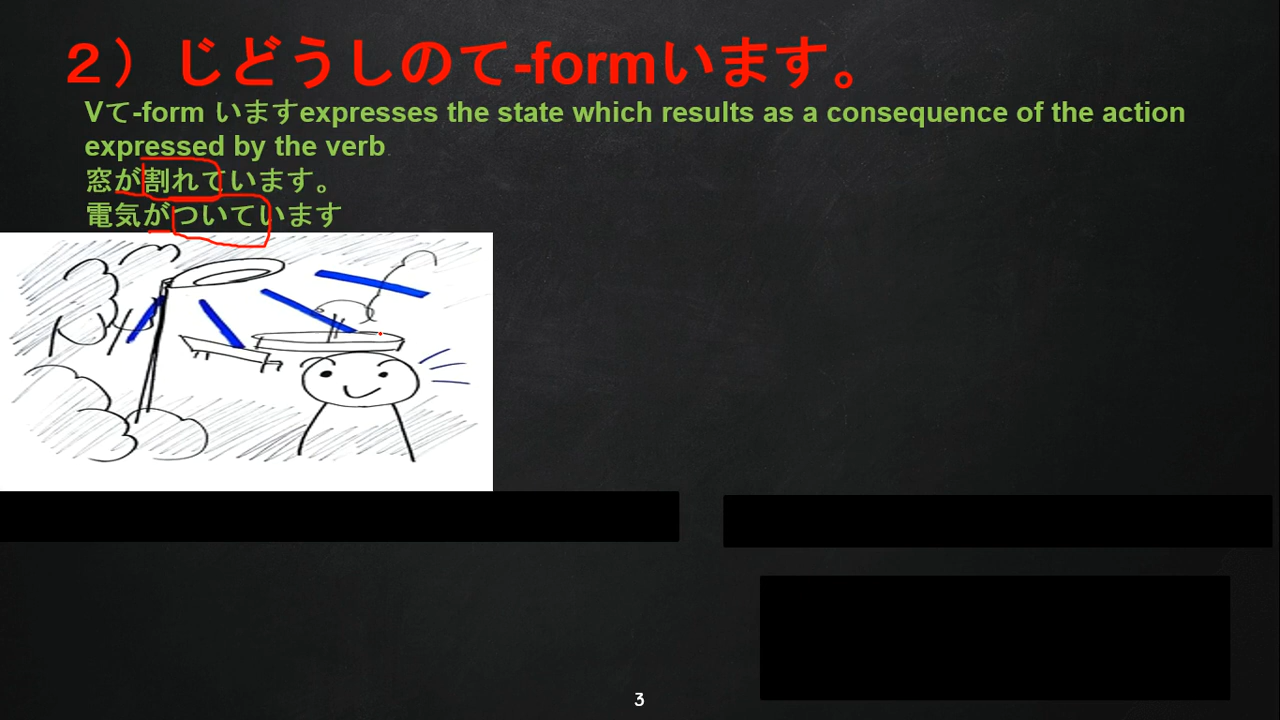 ２）じどうしのて-formいます。
Vて-form いますexpresses the state which results as a consequence of the action
expressed by the verb.
窓が割れています。
電気がついています
3